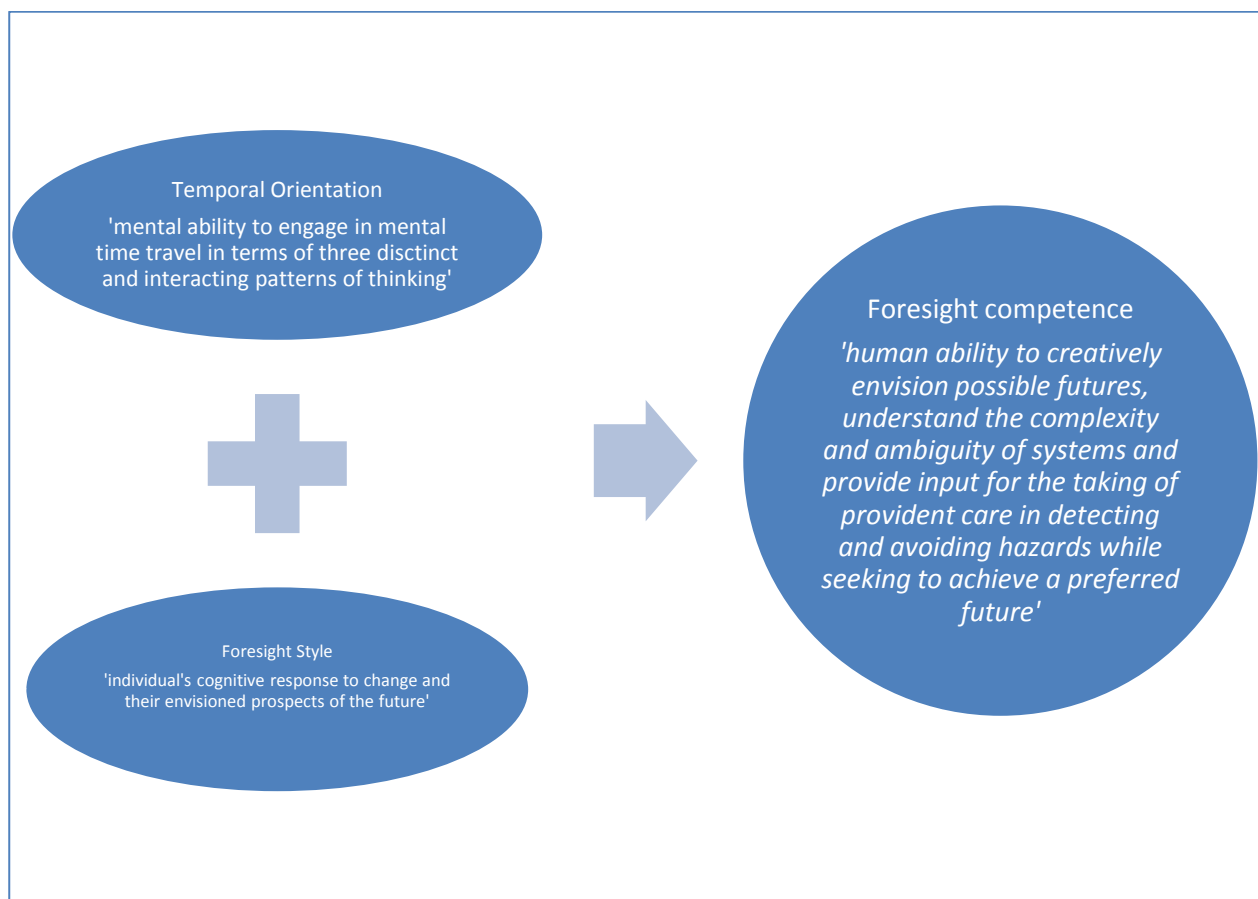 Temporal Orientation
'mental ability to engage in mental
time travel in terms of three disctinct
and interacting patterns of thinking'
Foresight Style
'individual's cognitive response to change and
their envisioned prospects of the future'
Foresight competence
'human ability to creatively
envision possible futures,
understand the complexity
and ambiguity of systems and
provide input for the taking of
provident care in detecting
and avoiding hazards while
seeking to achieve a preferred
future'